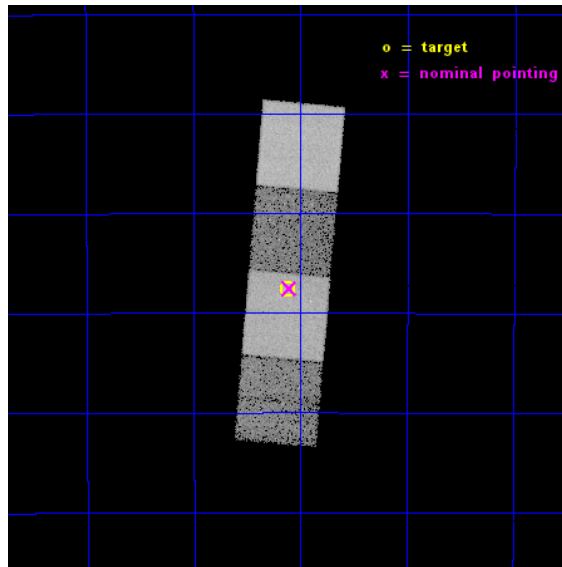 o = target
x = nominal pointing